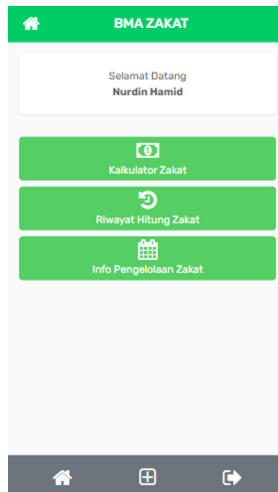 BMA ZAKAT
Selamat Datang
Nurdin Hamid
Kalkulator Zakat
Riwayat Hitung Zakat
Info Pengelolaan Zakat